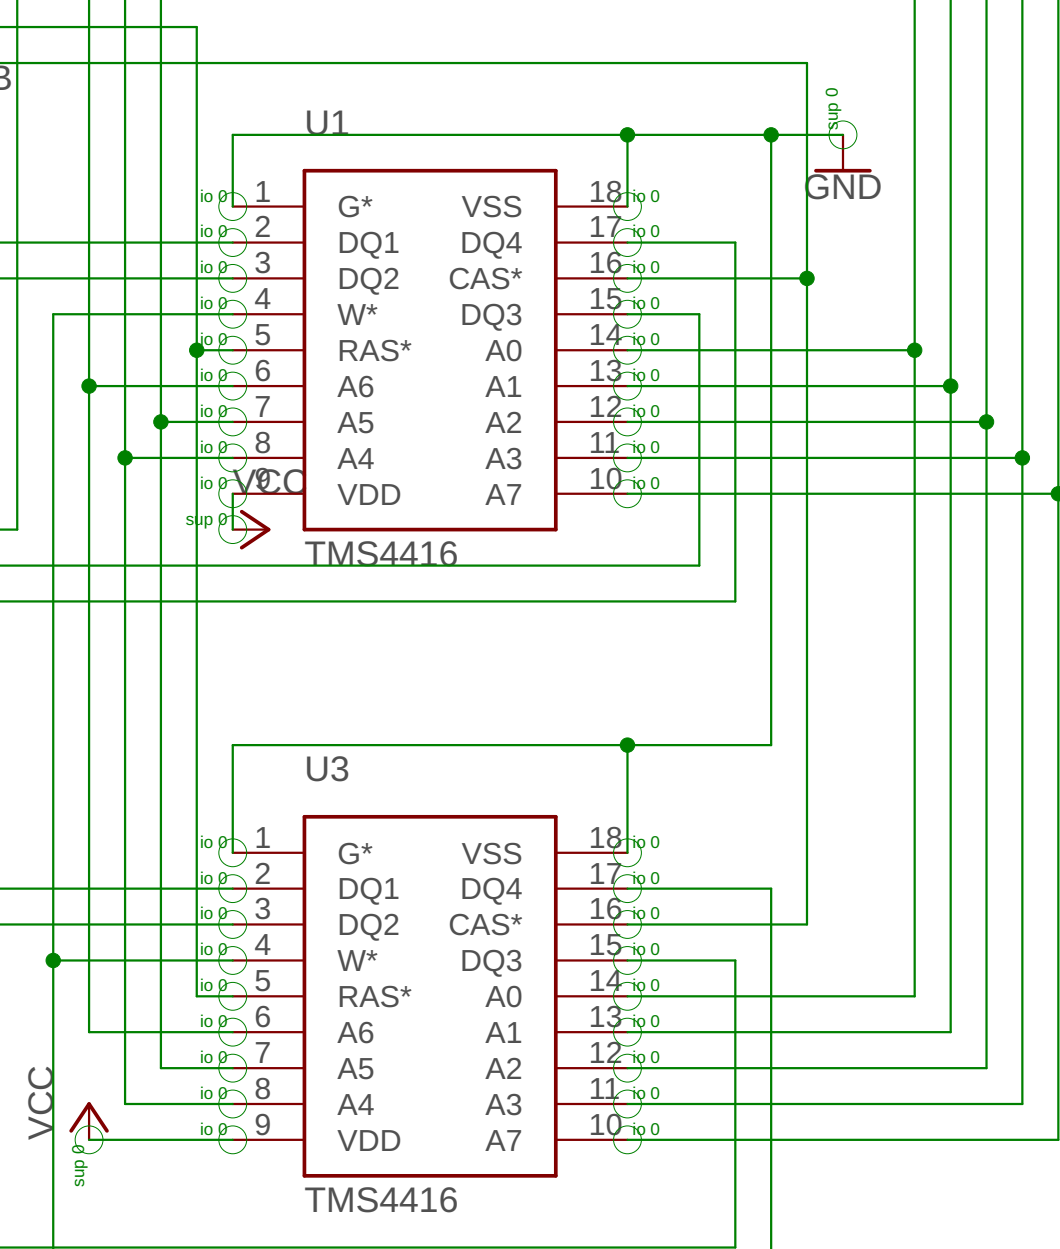 B
sup 0
GND
U1
io 0 1 G* VSS 18 io 0
io 0 2 DQ1 DQ4 17 io 0
io 0 3 DQ2 CAS* 16 io 0
io 0 4 W* DQ3 15 io 0
io 0 5 RAS* A0 14 io 0
io 0 6 A6 A1 13 io 0
io 0 7 A5 A2 12 io 0
io 0 8 A4 A3 11 io 0
io 0 9 VDD A7 10 io 0
VCC
sup 0
TMS4416
U3
io 0 1 G* VSS 18 io 0
io 0 2 DQ1 DQ4 17 io 0
io 0 3 DQ2 CAS* 16 io 0
io 0 4 W* DQ3 15 io 0
io 0 5 RAS* A0 14 io 0
io 0 6 A6 A1 13 io 0
io 0 7 A5 A2 12 io 0
io 0 8 A4 A3 11 io 0
io 0 9 VDD A7 10 io 0
VCC
sup 0
TMS4416